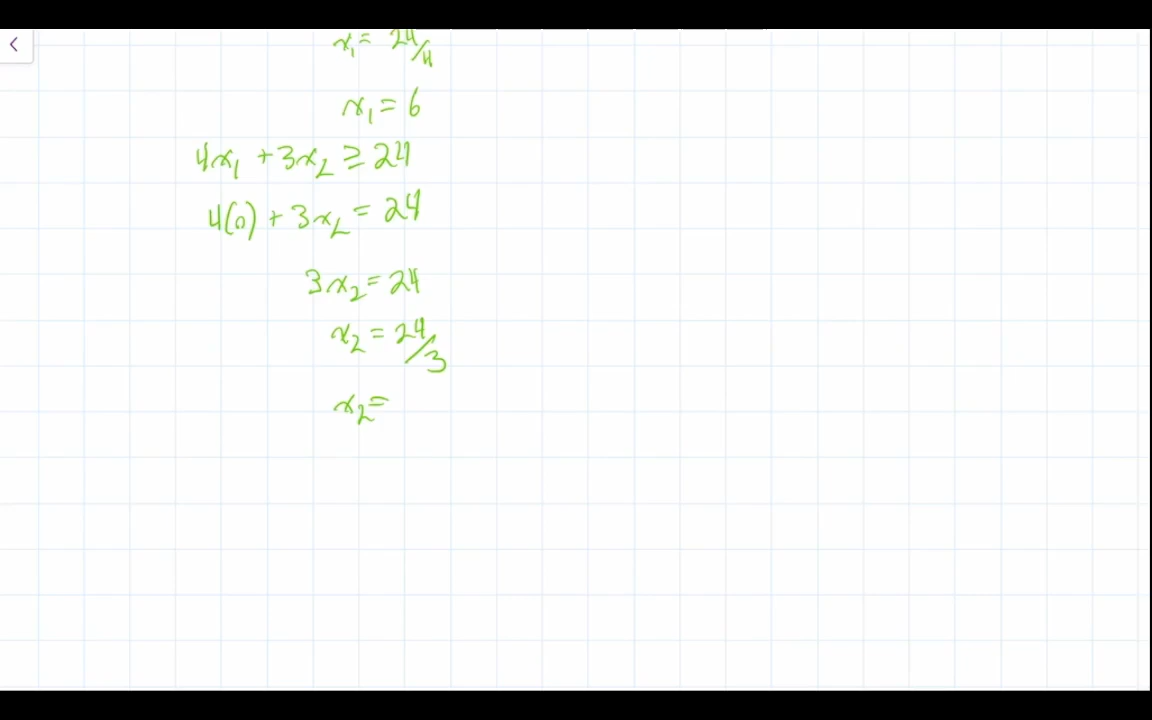 x₁ = 24/4
x₁ = 6
4x₁ + 3x₂ ≥ 24
4(0) + 3x₂ = 24
3x₂ = 24
x₂ = 24/3
x₂ =